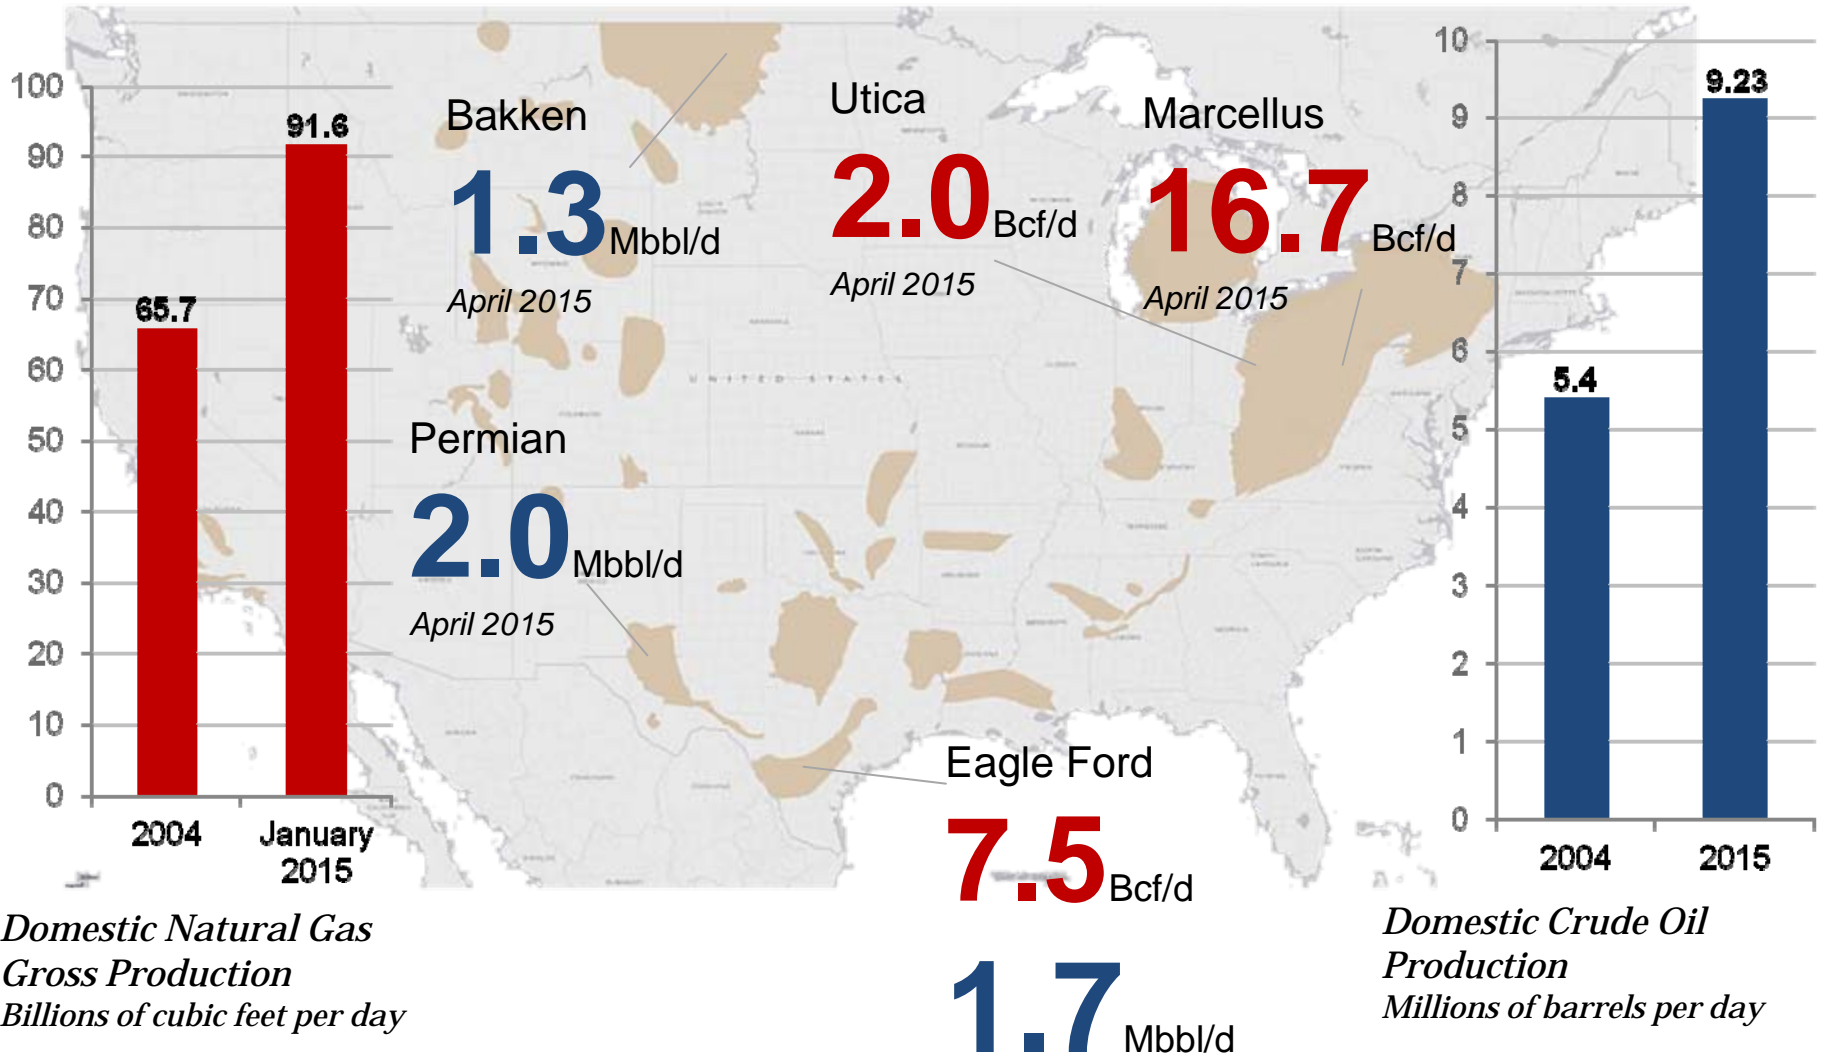 100
90
80
70
60
50
40
30
20
10
0
65.7
91.6
2004
January
2015
Domestic Natural Gas
Gross Production
Billions of cubic feet per day
Bakken
1.3 Mbbl/d
April 2015
Permian
2.0 Mbbl/d
April 2015
Utica
2.0 Bcf/d
April 2015
Marcellus
16.7 Bcf/d
April 2015
UNITED STATES
Eagle Ford
7.5 Bcf/d
1.7 Mbbl/d
10
9
8
7
6
5
4
3
2
1
0
5.4
9.23
2004
2015
Domestic Crude Oil
Production
Millions of barrels per day